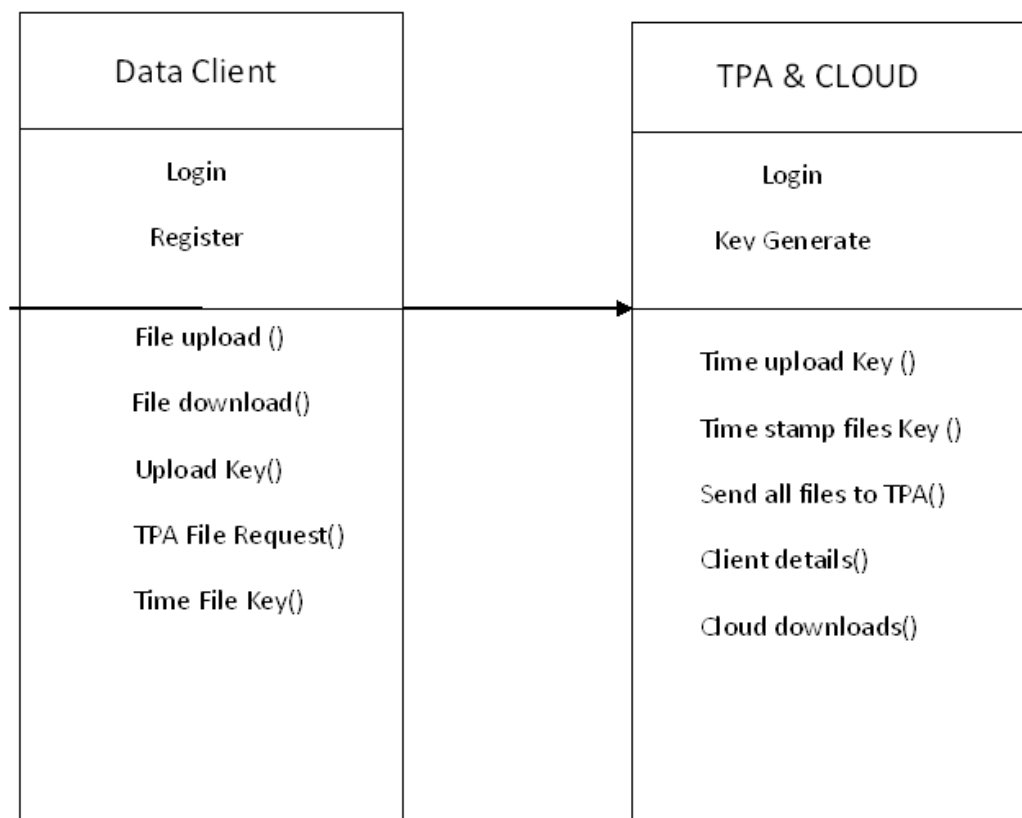 Data Client
Login
Register
File upload ()
File download()
Upload Key()
TPA File Request()
Time File Key()
TPA & CLOUD
Login
Key Generate
Time upload Key ()
Time stamp files Key ()
Send all files to TPA()
Client details()
Cloud downloads()